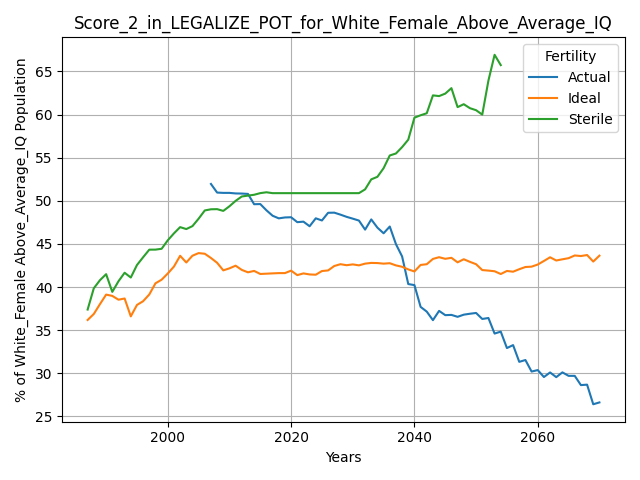 Score_2_in_LEGALIZE_POT_for_White_Female_Above_Average_IQ
% of White_Female Above_Average_IQ Population
65
60
55
50
45
40
35
30
25
Fertility
Actual
Ideal
Sterile
2000
2020
2040
2060
Years